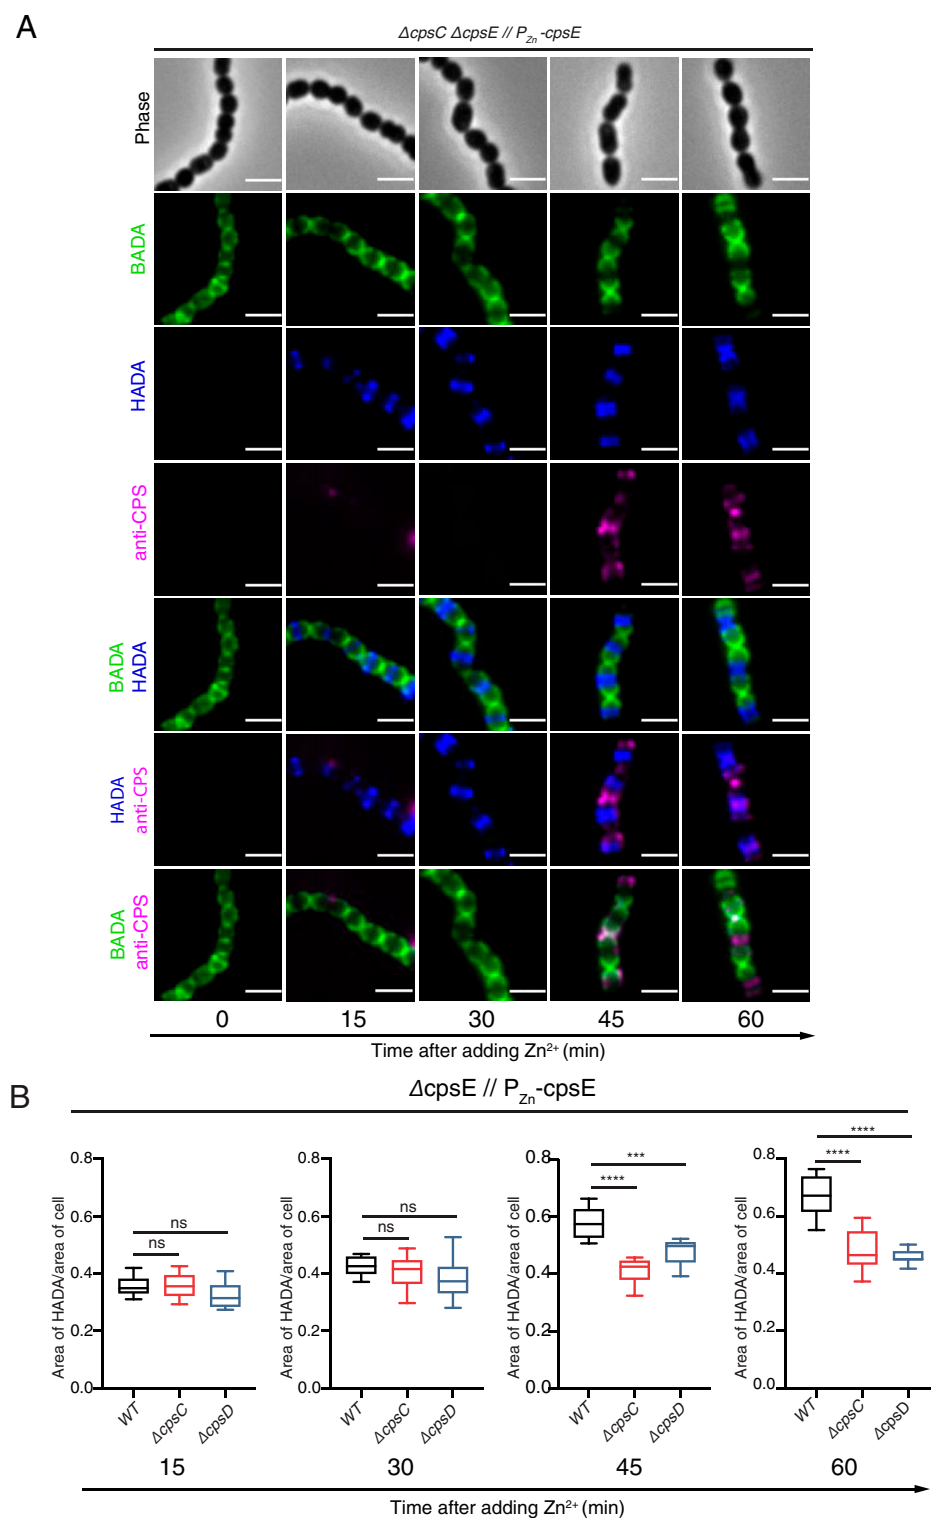 A
ΔcpsC ΔcpsE // PZn-cpsE
Phase
BADA
HADA
anti-CPS
BADA
HADA
HADA
anti-CPS
BADA
anti-CPS
0 15 30 45 60
Time after adding Zn2+ (min)
B
ΔcpsE // PZn-cpsE
Area of HADA/area of cell
0.8
0.6
0.4
0.2
0.0
ns
ns
WT ΔcpsC ΔcpsD
15
Area of HADA/area of cell
0.8
0.6
0.4
0.2
0.0
ns
ns
WT ΔcpsC ΔcpsD
30
Area of HADA/area of cell
0.8
0.6
0.4
0.2
0.0
***
****
WT ΔcpsC ΔcpsD
45
Area of HADA/area of cell
0.8
0.6
0.4
0.2
0.0
****
****
WT ΔcpsC ΔcpsD
60
Time after adding Zn2+ (min)